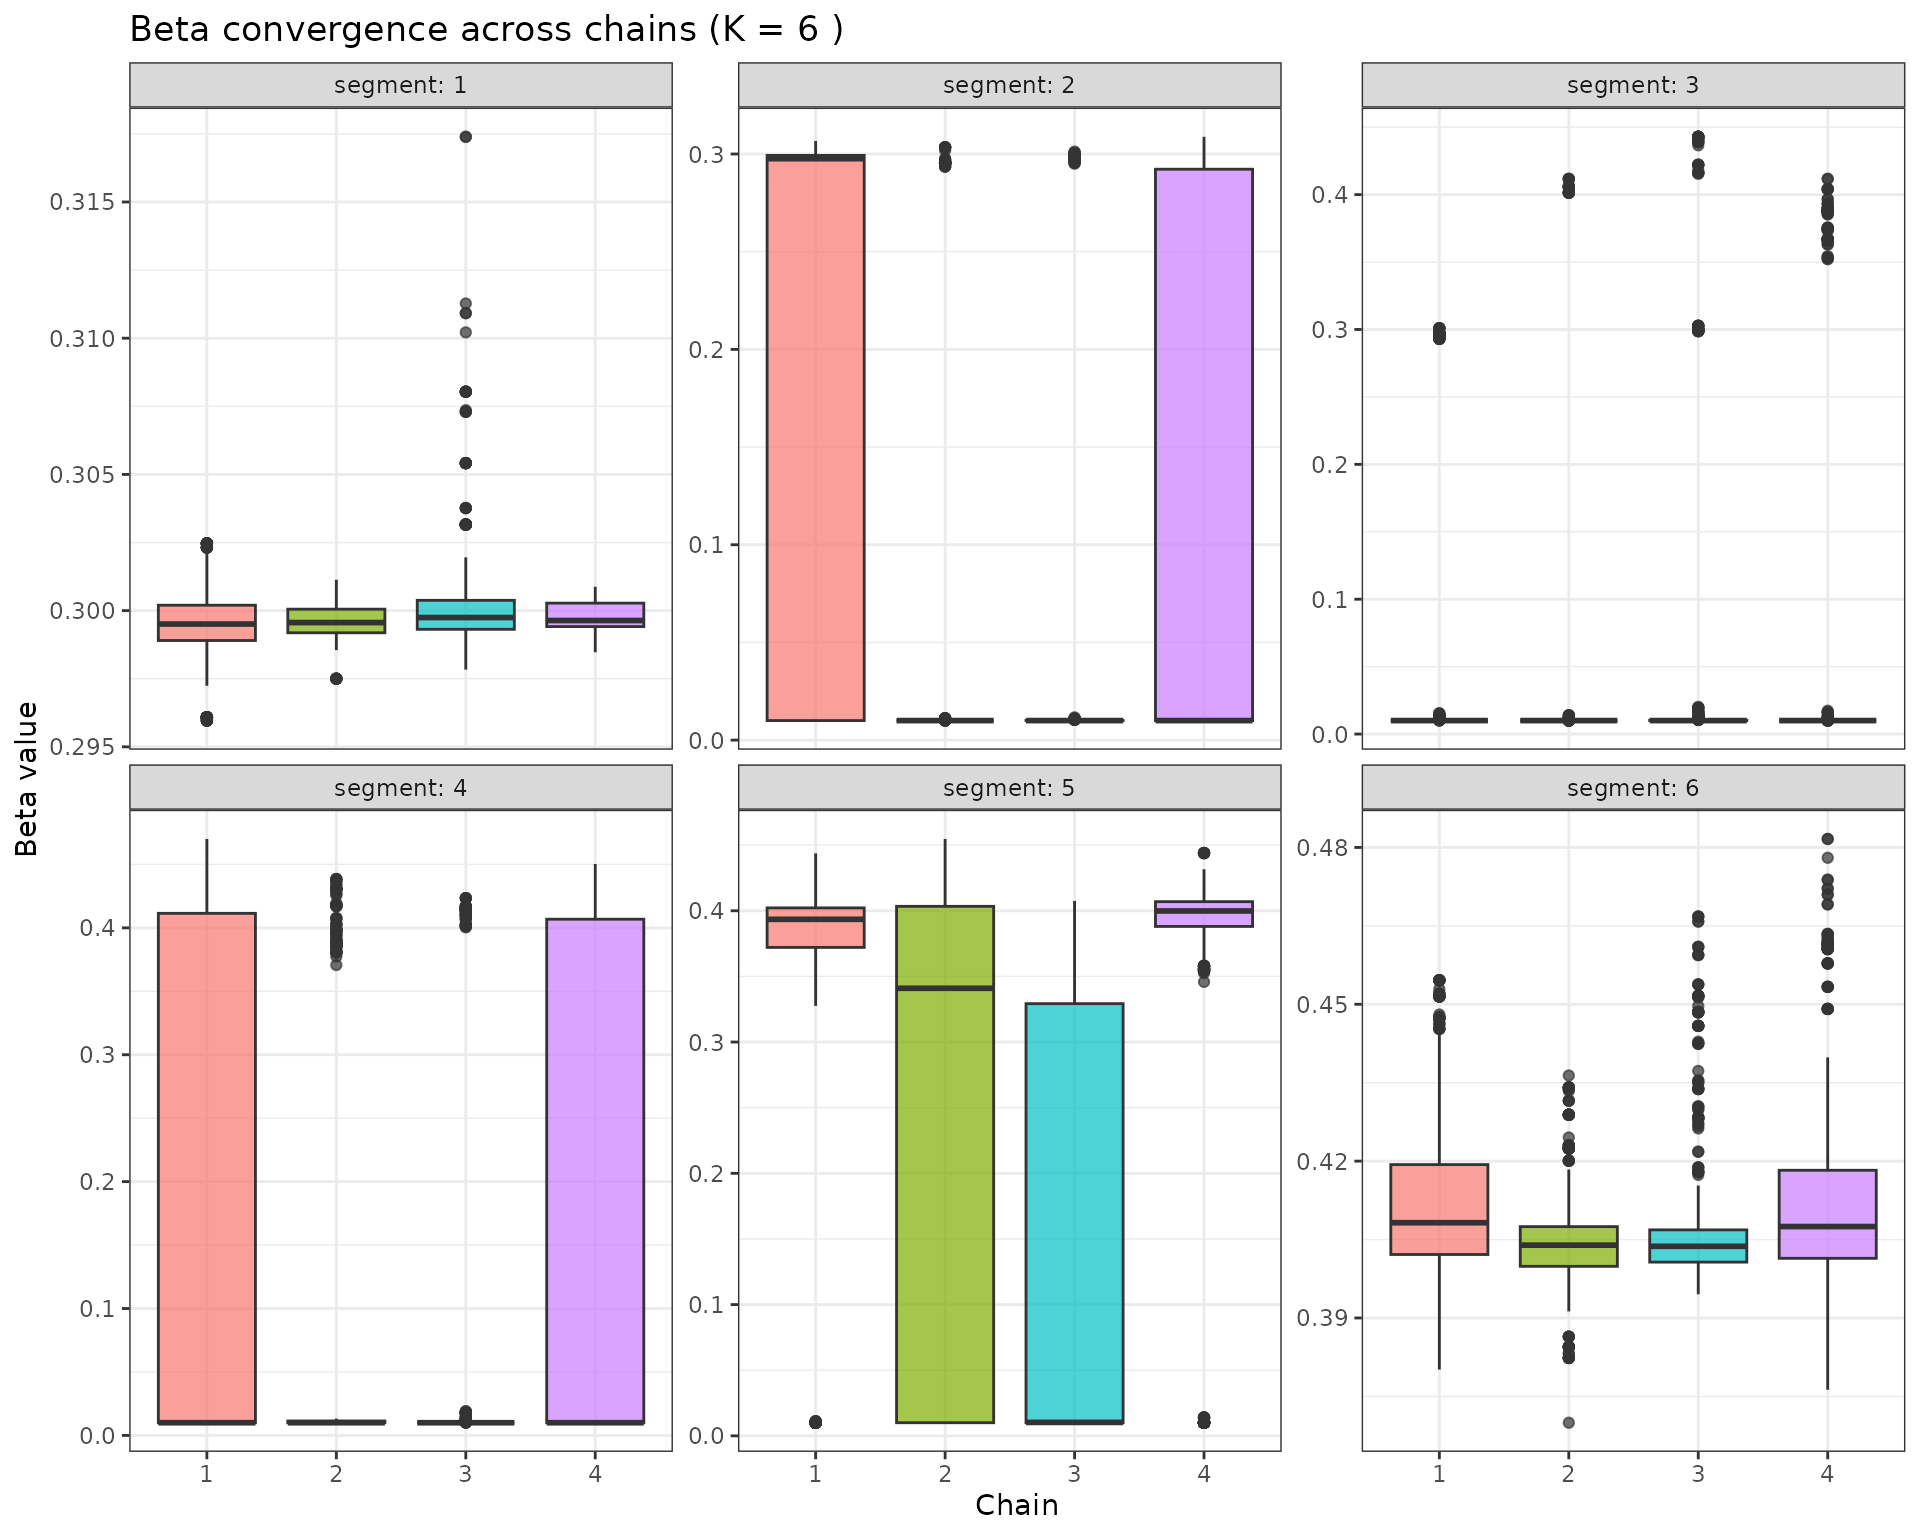 Beta convergence across chains (K = 6 )
segment: 1
segment: 2
segment: 3
0.315
0.310
0.305
0.300
0.295
0.3
0.2
0.1
0.0
0.4
0.3
0.2
0.1
0.0
Beta value
segment: 4
segment: 5
segment: 6
0.4
0.3
0.2
0.1
0.0
0.4
0.3
0.2
0.1
0.0
0.48
0.45
0.42
0.39
1 2 3 4
1 2 3 4
1 2 3 4
Chain